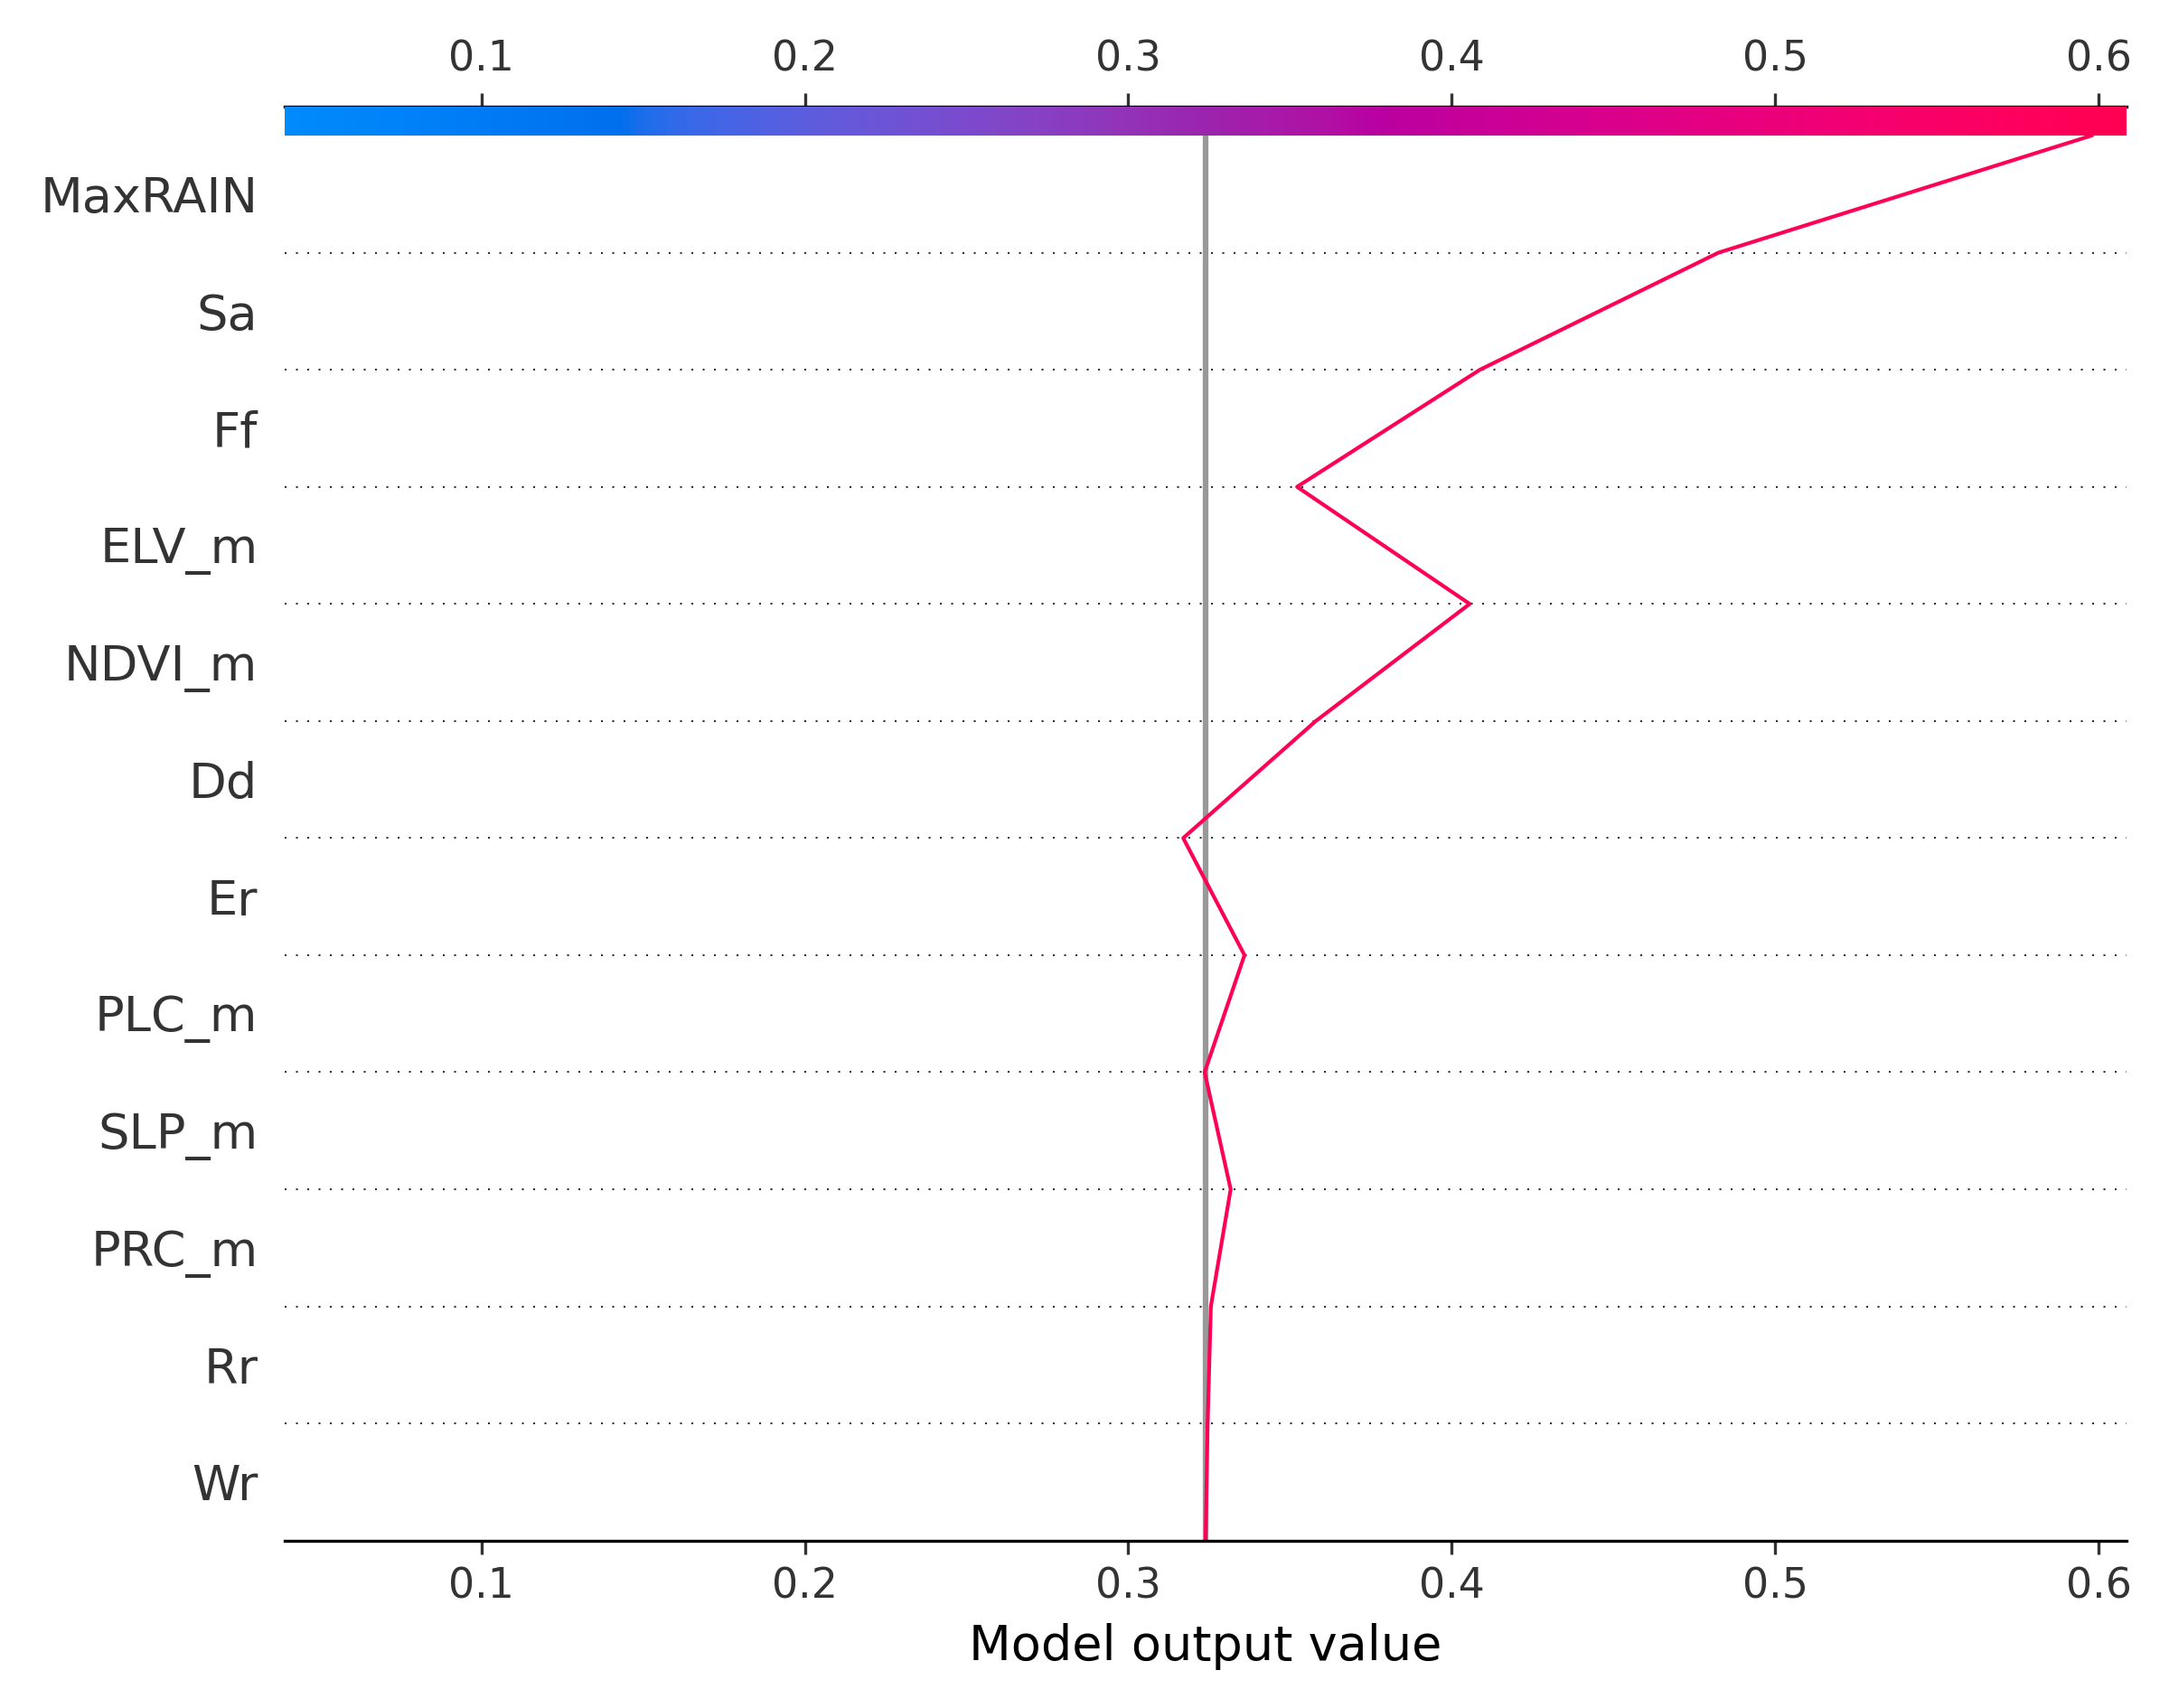 0.1 0.2 0.3 0.4 0.5 0.6
MaxRAIN
Sa
Ff
ELV_m
NDVI_m
Dd
Er
PLC_m
SLP_m
PRC_m
Rr
Wr
0.1 0.2 0.3 0.4 0.5 0.6
Model output value